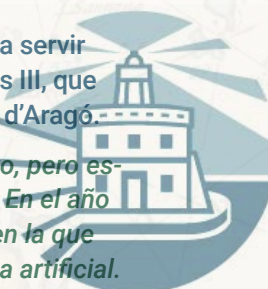 a servir
s III, que
d’Aragó.
o, pero es-
En el año
en la que
a artificial.